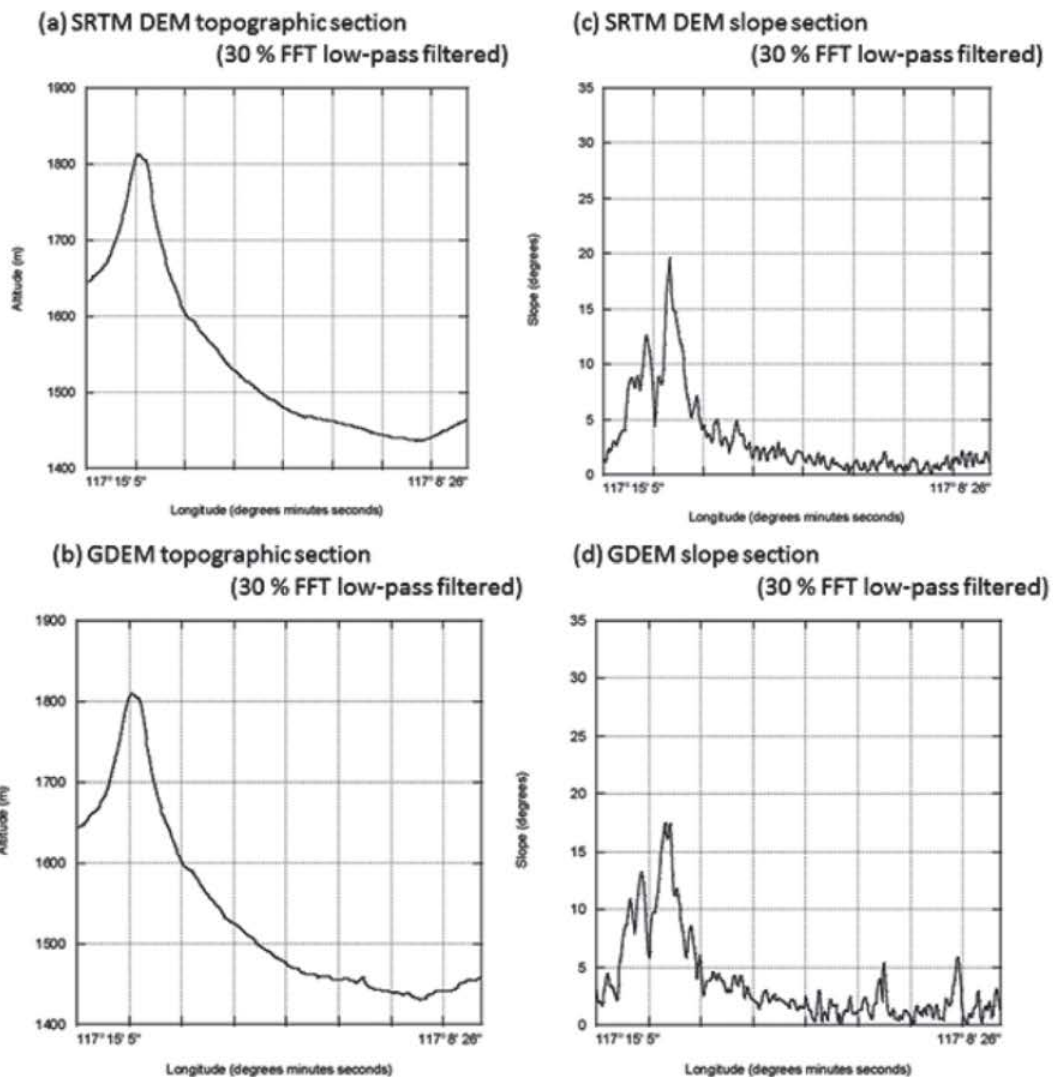 (a) SRTM DEM topographic section
(30 % FFT low-pass filtered)
1900
1800
1700
1600
1500
1400
Altitude (m)
117° 15' 5"
117° 8' 26"
Longitude (degrees minutes seconds)
(c) SRTM DEM slope section
(30 % FFT low-pass filtered)
35
30
25
20
15
10
5
0
Slope (degrees)
117° 15' 5"
117° 8' 26"
Longitude (degrees minutes seconds)
(b) GDEM topographic section
(30 % FFT low-pass filtered)
1900
1800
1700
1600
1500
1400
Altitude (m)
117° 15' 5"
117° 8' 26"
Longitude (degrees minutes seconds)
(d) GDEM slope section
(30 % FFT low-pass filtered)
35
30
25
20
15
10
5
0
Slope (degrees)
117° 15' 5"
117° 8' 26"
Longitude (degrees minutes seconds)